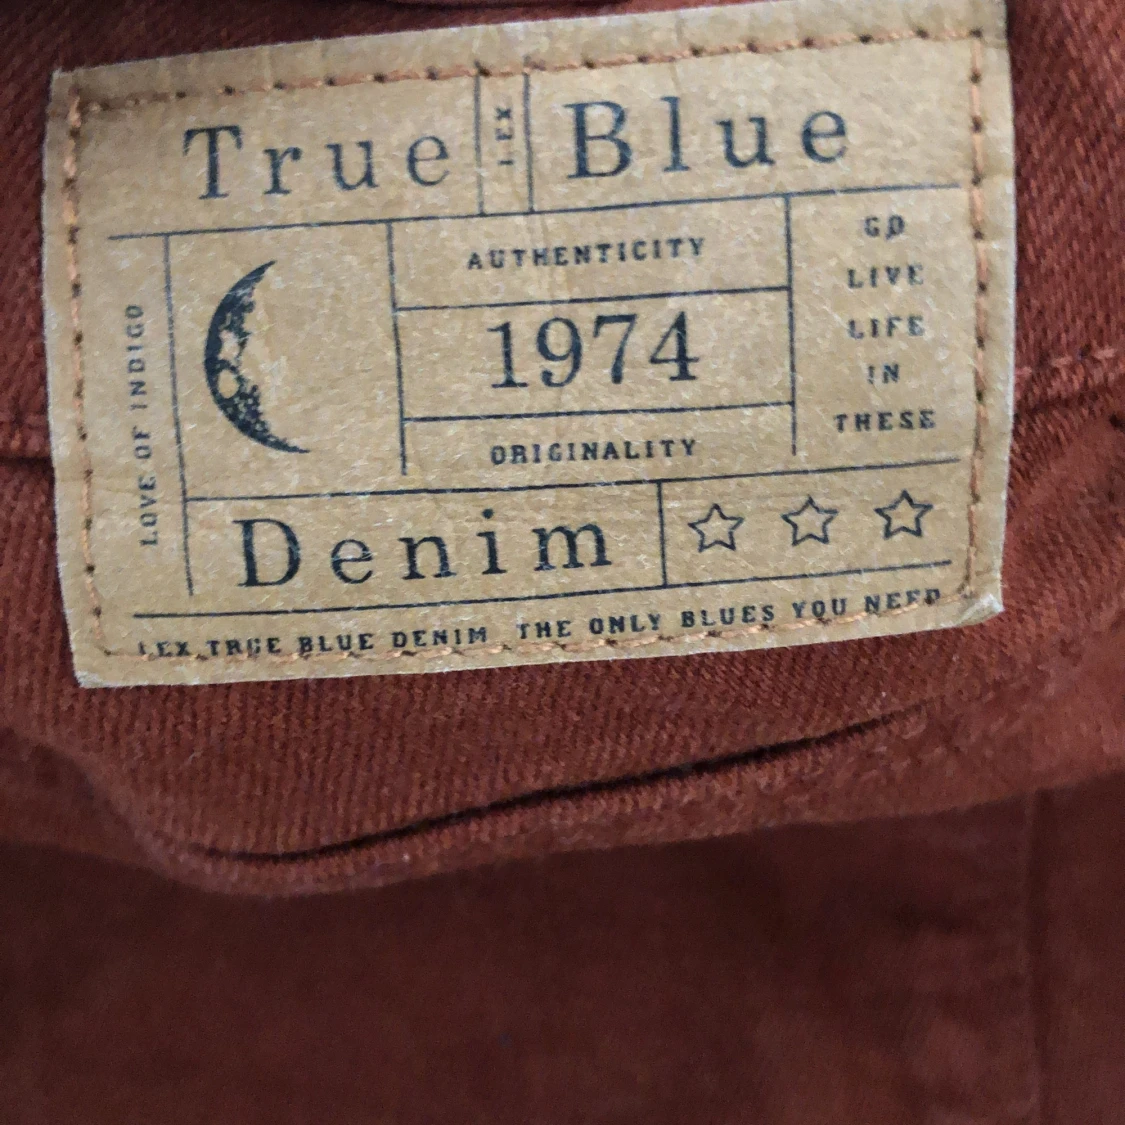 True LEX Blue
LOVE OF INDIGO
AUTHENTICITY
1974
ORIGINALITY
GO
LIVE
LIFE
IN
THESE
Denim
LEX TRUE BLUE DENIM THE ONLY BLUES YOU NEED